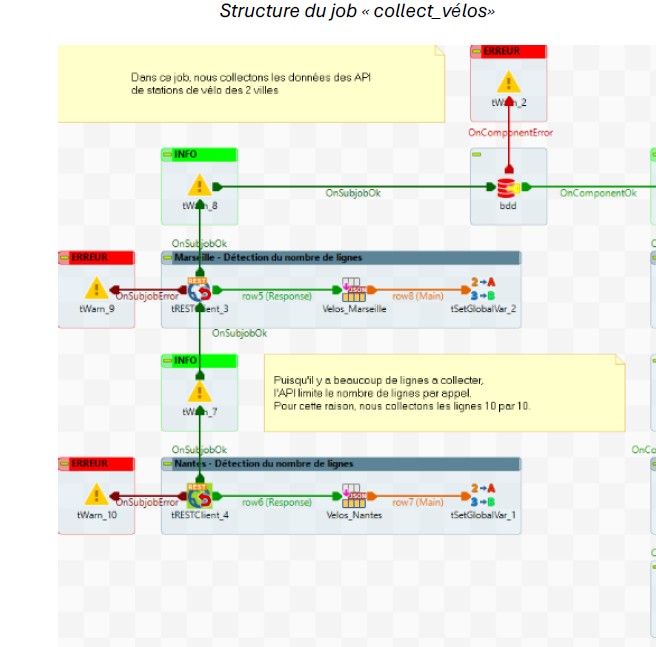 Structure du job « collect_vélos»
Dans ce job, nous collectons les données des API
de stations de vélo des 2 villes
ERREUR
tWarn_2
OnComponentError
INFO
tWarn_8
OnSubjobOk
bdd
OnComponentOk
OnSubjobOk
ERREUR
Marseille - Détection du nombre de lignes
tWarn_9
OnSubjobError
tRESTClient_3
row5 (Response)
Velos_Marseille
row8 (Main)
tSetGlobalVar_2
OnSubjobOk
INFO
tWarn_7
Puisqu'il y a beaucoup de lignes a collecter,
l'API limite le nombre de lignes par appel.
Pour cette raison, nous collectons les lignes 10 par 10.
OnSubjobOk
OnCo
ERREUR
Nantes - Détection du nombre de lignes
tWarn_10
OnSubjobError
tRESTClient_4
row6 (Response)
Velos_Nantes
row7 (Main)
tSetGlobalVar_1